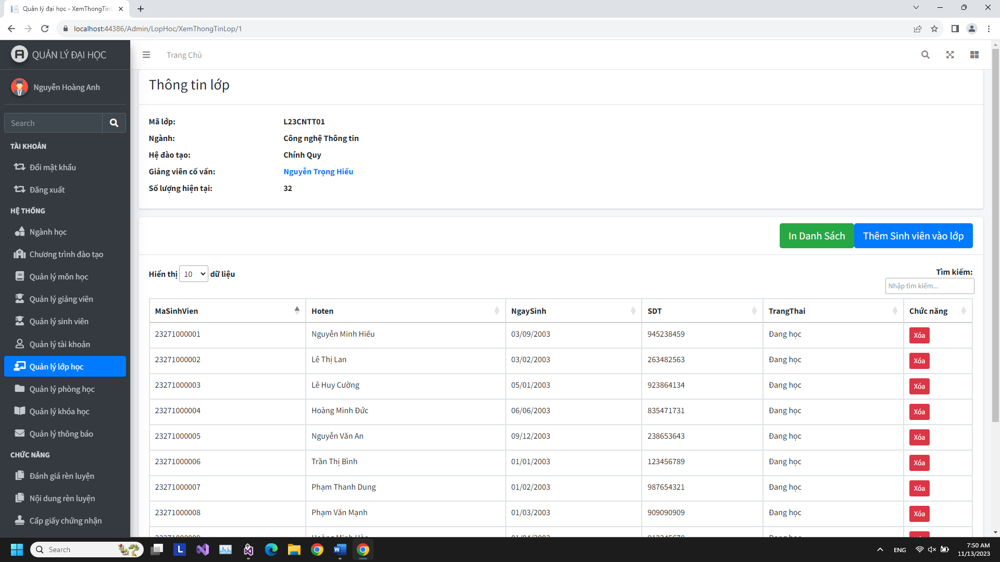 Quản lý đại học - XemThongTinL
localhost:44386/Admin/LopHoc/XemThongTinLop/1
QUẢN LÝ ĐẠI HỌC
Trang Chủ
Nguyễn Hoàng Anh
Search
TÀI KHOẢN
Đổi mật khẩu
Đăng xuất
HỆ THỐNG
Ngành học
Chương trình đào tạo
Quản lý môn học
Quản lý giảng viên
Quản lý sinh viên
Quản lý tài khoản
Quản lý lớp học
Quản lý phòng học
Quản lý khóa học
Quản lý thông báo
CHỨC NĂNG
Đánh giá rèn luyện
Nội dung rèn luyện
Cấp giấy chứng nhận
Thông tin lớp
Mã lớp: L23CNTT01
Ngành: Công nghệ Thông tin
Hệ đào tạo: Chính Quy
Giảng viên cố vấn: Nguyễn Trọng Hiếu
Số lượng hiện tại: 32
In Danh Sách Thêm Sinh viên vào lớp
Hiển thị 10 dữ liệu
Tìm kiếm:
Nhập tìm kiếm...
MaSinhVien Hoten NgaySinh SDT TrangThai Chức năng
23271000001 Nguyễn Minh Hiếu 03/09/2003 945238459 Đang học Xóa
23271000002 Lê Thị Lan 03/02/2003 263482563 Đang học Xóa
23271000003 Lê Huy Cường 05/01/2003 923864134 Đang học Xóa
23271000004 Hoàng Minh Đức 06/06/2003 835471731 Đang học Xóa
23271000005 Nguyễn Văn An 09/12/2003 238653643 Đang học Xóa
23271000006 Trần Thị Bình 01/01/2003 123456789 Đang học Xóa
23271000007 Phạm Thanh Dung 01/02/2003 987654321 Đang học Xóa
23271000008 Phạm Văn Mạnh 01/03/2003 909090909 Đang học Xóa
Search
ENG
7:50 AM
11/13/2023